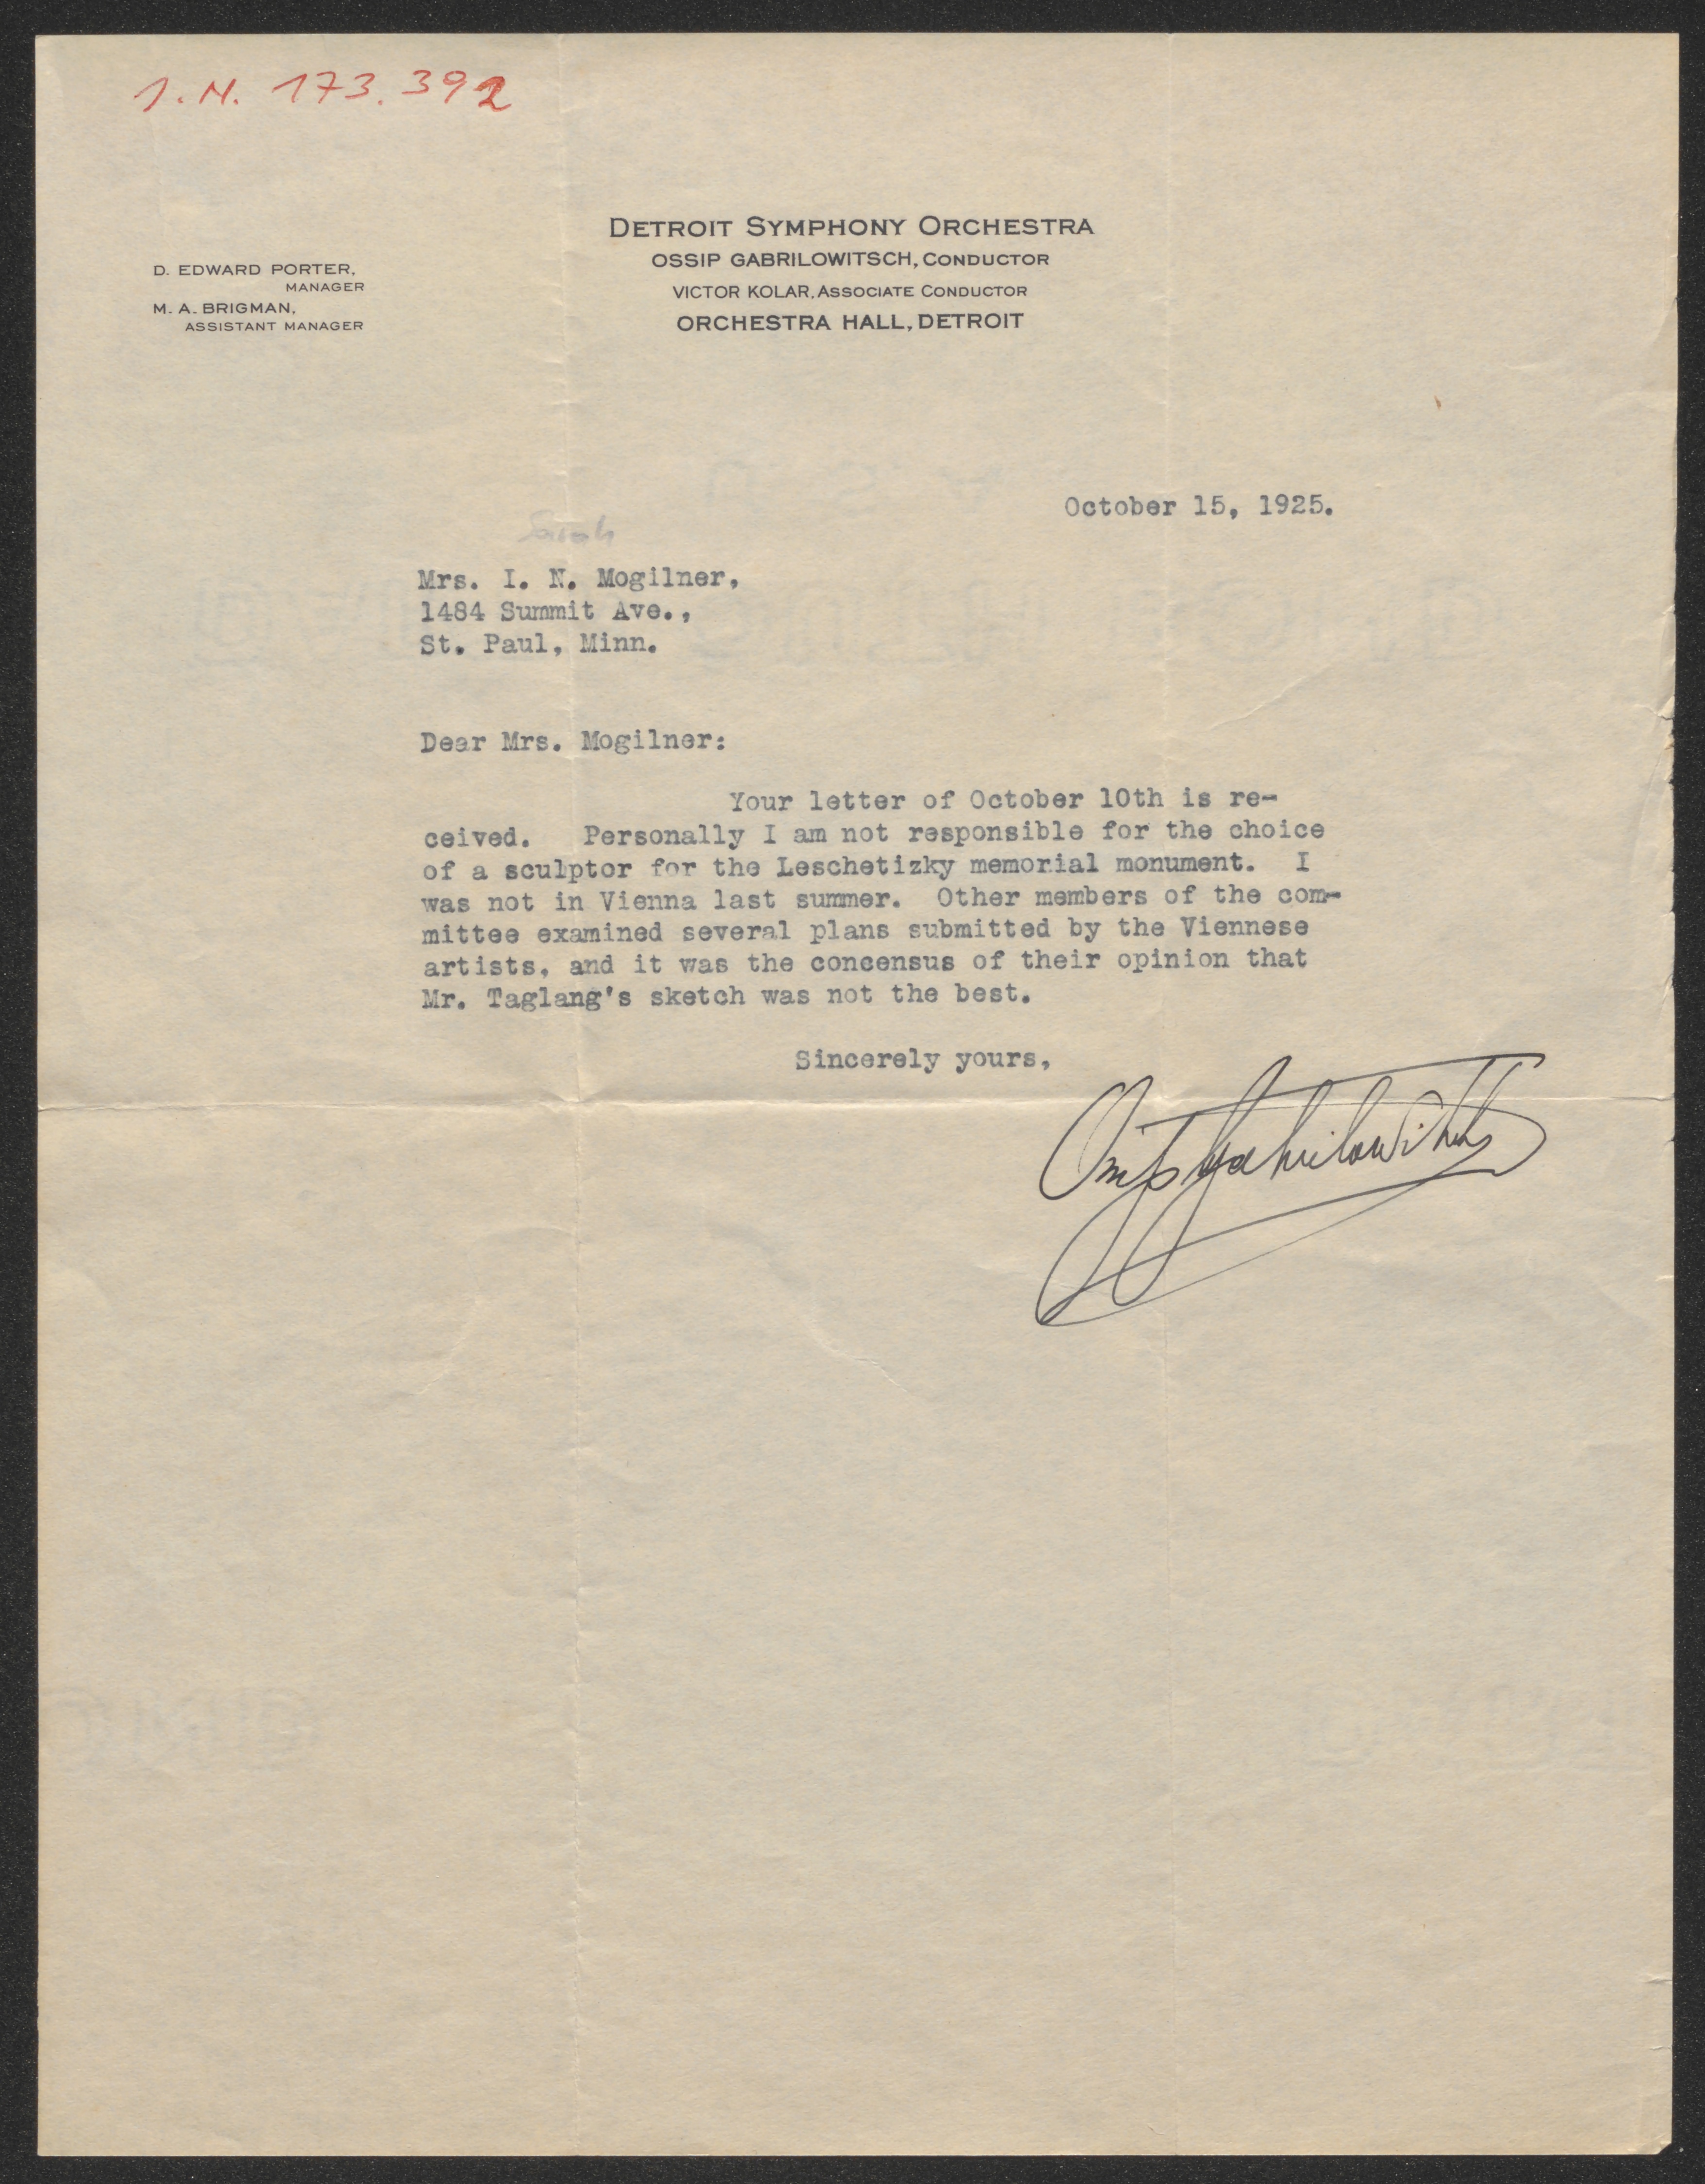 I.N. 173.392
DETROIT SYMPHONY ORCHESTRA
OSSIP GABRILOWITSCH, CONDUCTOR
VICTOR KOLAR, ASSOCIATE CONDUCTOR
ORCHESTRA HALL, DETROIT
D. EDWARD PORTER,
MANAGER
M. A. BRIGMAN,
ASSISTANT MANAGER
October 15, 1925.
Sarah
Mrs. I. N. Mogilner,
1484 Summit Ave.,
St. Paul, Minn.
Dear Mrs. Mogilner:
Your letter of October 10th is re-
ceived. Personally I am not responsible for the choice
of a sculptor for the Leschetizky memorial monument. I
was not in Vienna last summer. Other members of the com-
mittee examined several plans submitted by the Viennese
artists, and it was the concensus of their opinion that
Mr. Taglang's sketch was not the best.
Sincerely yours,
Ossip Gabrilowitsch